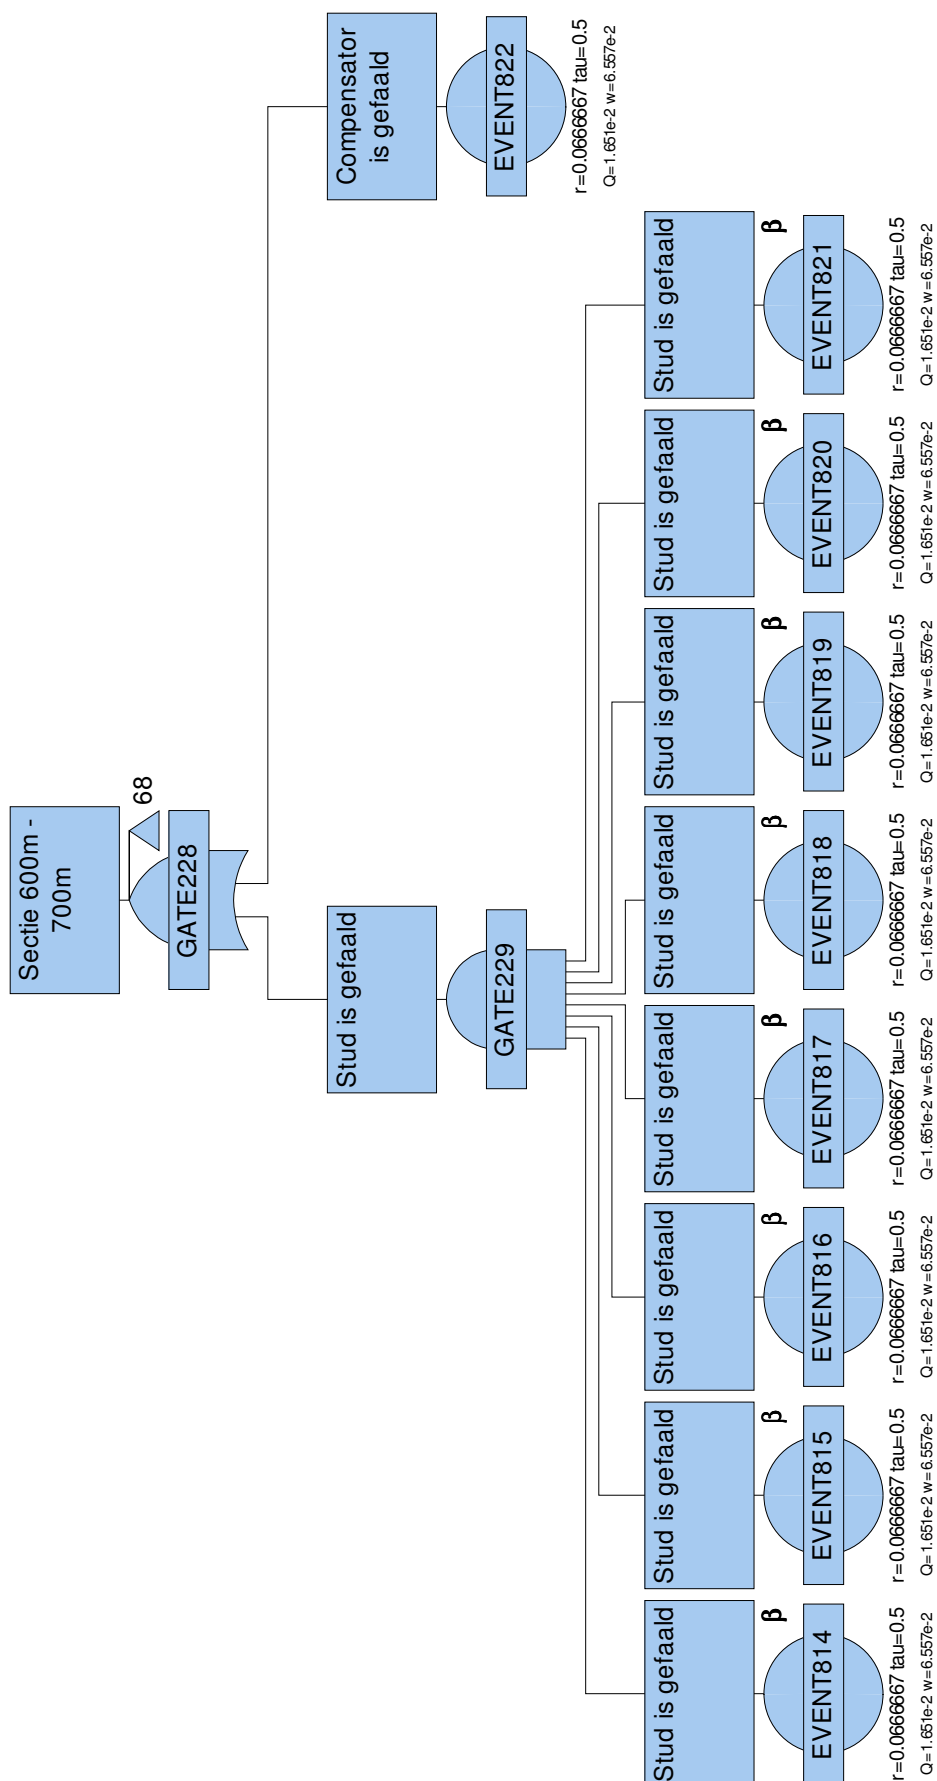 Sectie 600m -
700m
68
GATE228
Stud is gefaald
GATE229
Compensator
is gefaald
EVENT822
r=0.0666667 tau=0.5
Q=1.651e-2 w=6.557e-2
Stud is gefaald
β
EVENT814
r=0.0666667 tau=0.5
Q=1.651e-2 w=6.557e-2
Stud is gefaald
β
EVENT815
r=0.0666667 tau=0.5
Q=1.651e-2 w=6.557e-2
Stud is gefaald
β
EVENT816
r=0.0666667 tau=0.5
Q=1.651e-2 w=6.557e-2
Stud is gefaald
β
EVENT817
r=0.0666667 tau=0.5
Q=1.651e-2 w=6.557e-2
Stud is gefaald
β
EVENT818
r=0.0666667 tau=0.5
Q=1.651e-2 w=6.557e-2
Stud is gefaald
β
EVENT819
r=0.0666667 tau=0.5
Q=1.651e-2 w=6.557e-2
Stud is gefaald
β
EVENT820
r=0.0666667 tau=0.5
Q=1.651e-2 w=6.557e-2
Stud is gefaald
β
EVENT821
r=0.0666667 tau=0.5
Q=1.651e-2 w=6.557e-2